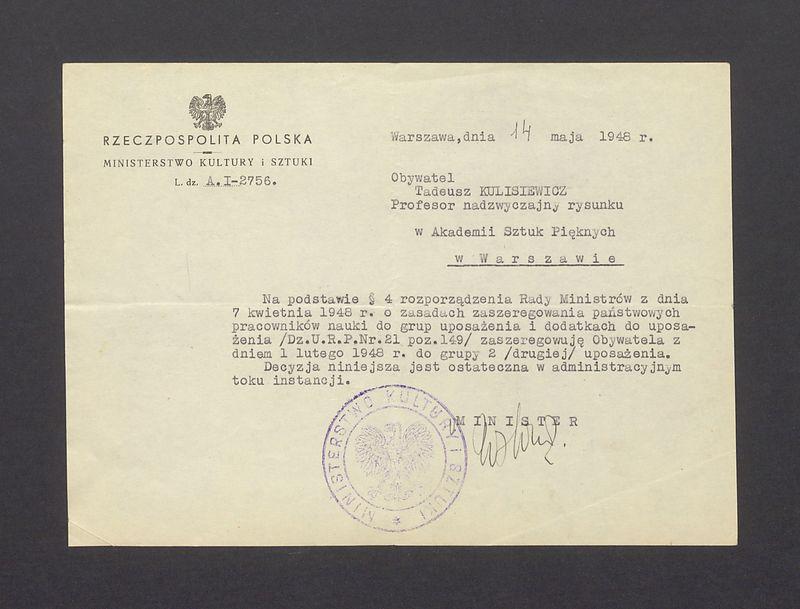 RZECZPOSPOLITA POLSKA
MINISTERSTWO KULTURY i SZTUKI
L. dz. A.I-2756.
Warszawa,dnia 14 maja 1948 r.
Obywatel
Tadeusz KULISIEWICZ
Profesor nadzwyczajny rysunku
w Akademii Sztuk Pięknych
w Warszawie
Na podstawie § 4 rozporządzenia Rady Ministrów z dnia
7 kwietnia 1948 r. o zasadach zaszeregowania państwowych
pracowników nauki do grup uposażenia i dodatkach do uposa-
żenia /Dz.U.R.P.Nr.21 poz.149/ zaszeregowuję Obywatela z
dniem 1 lutego 1948 r. do grupy 2 /drugiej/ uposażenia.
Decyzja niniejsza jest ostateczna w administracyjnym
toku instancji.
MINISTER
MINISTERSTWO KULTURY I SZTUKI *